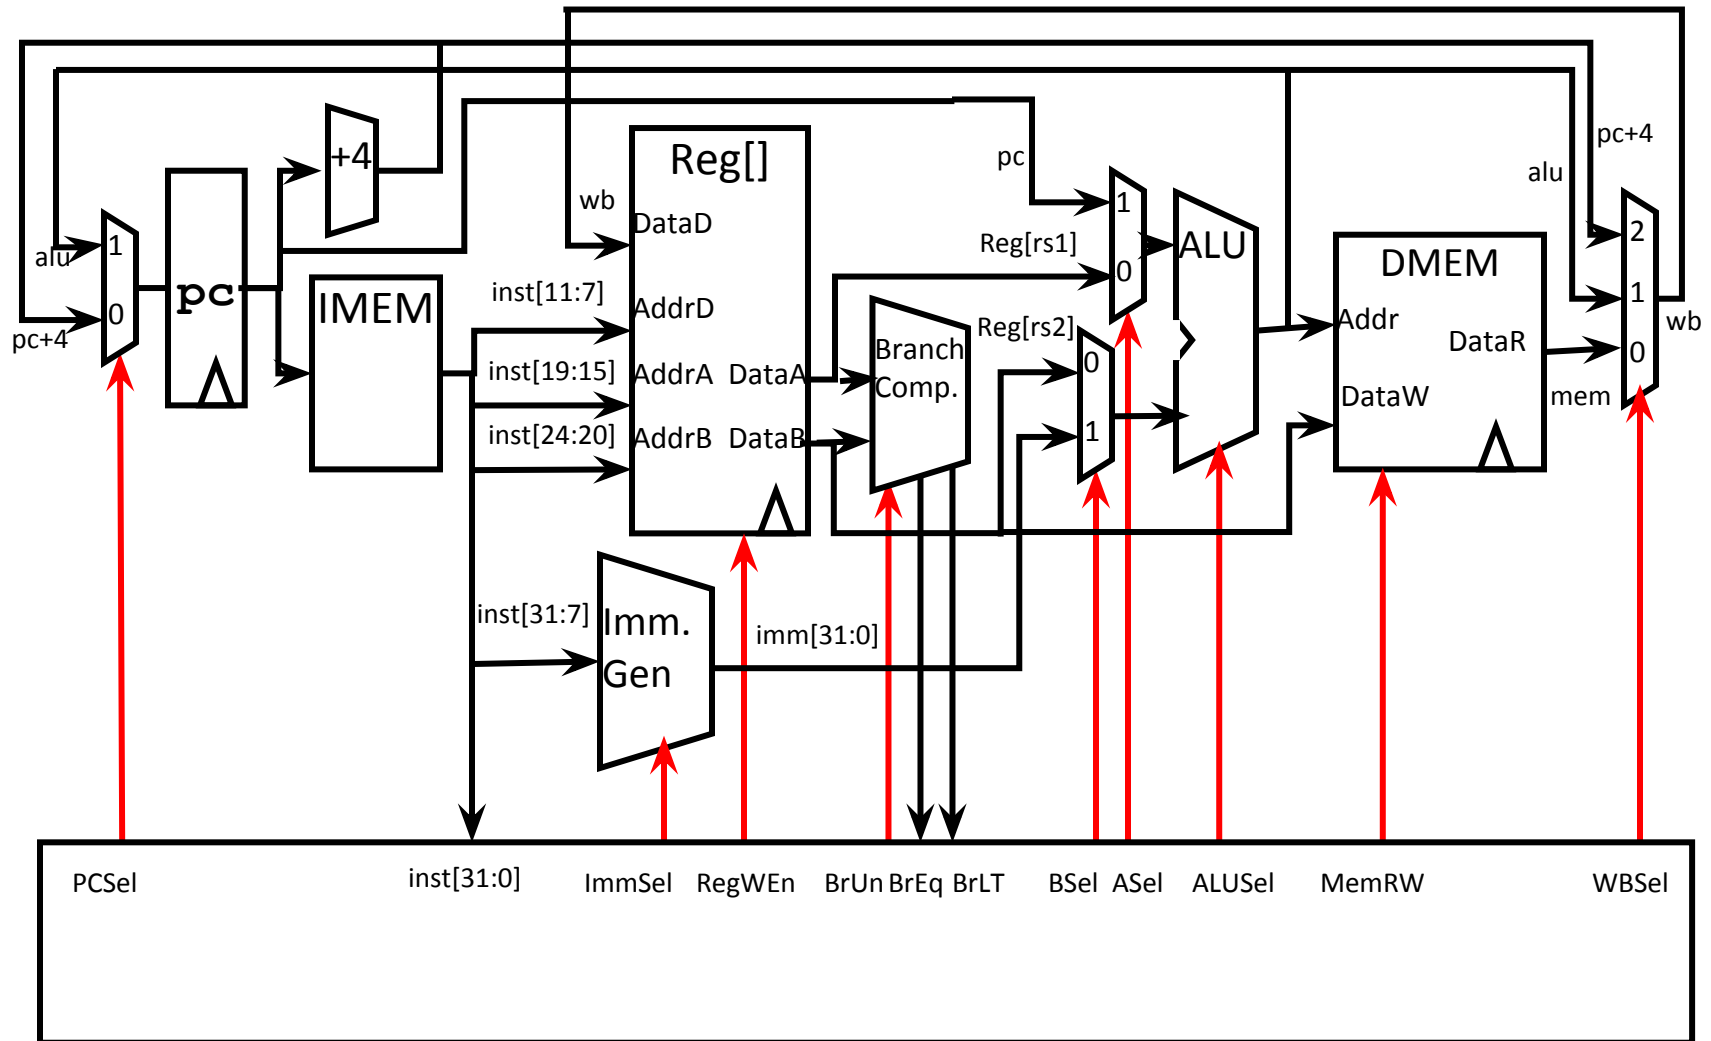 pc+4
alu
+4
Reg[]
pc
wb
DataD
alu
1
0
pc+4
pc
IMEM
inst[11:7]
AddrD
inst[19:15]
AddrA
DataA
inst[24:20]
AddrB
DataB
Branch
Comp.
Reg[rs1]
Reg[rs2]
1
0
0
1
ALU
DMEM
Addr
DataR
DataW
mem
2
1
0
wb
inst[31:7]
Imm.
Gen
imm[31:0]
PCSel
inst[31:0]
ImmSel
RegWEn
BrUn
BrEq
BrLT
BSel
ASel
ALUSel
MemRW
WBSel